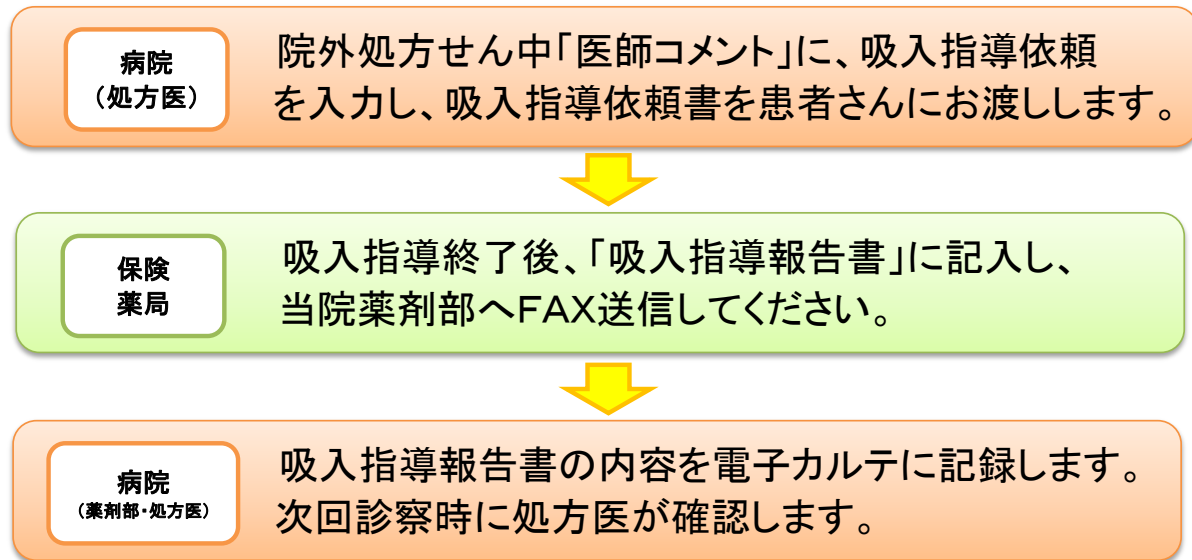 病院
（処方医）
院外処方せん中「医師コメント」に、吸入指導依頼
を入力し、吸入指導依頼書を患者さんにお渡しします。
保険
薬局
吸入指導終了後、「吸入指導報告書」に記入し、
当院薬剤部へFAX送信してください。
病院
（薬剤部・処方医）
吸入指導報告書の内容を電子カルテに記録します。
次回診察時に処方医が確認します。